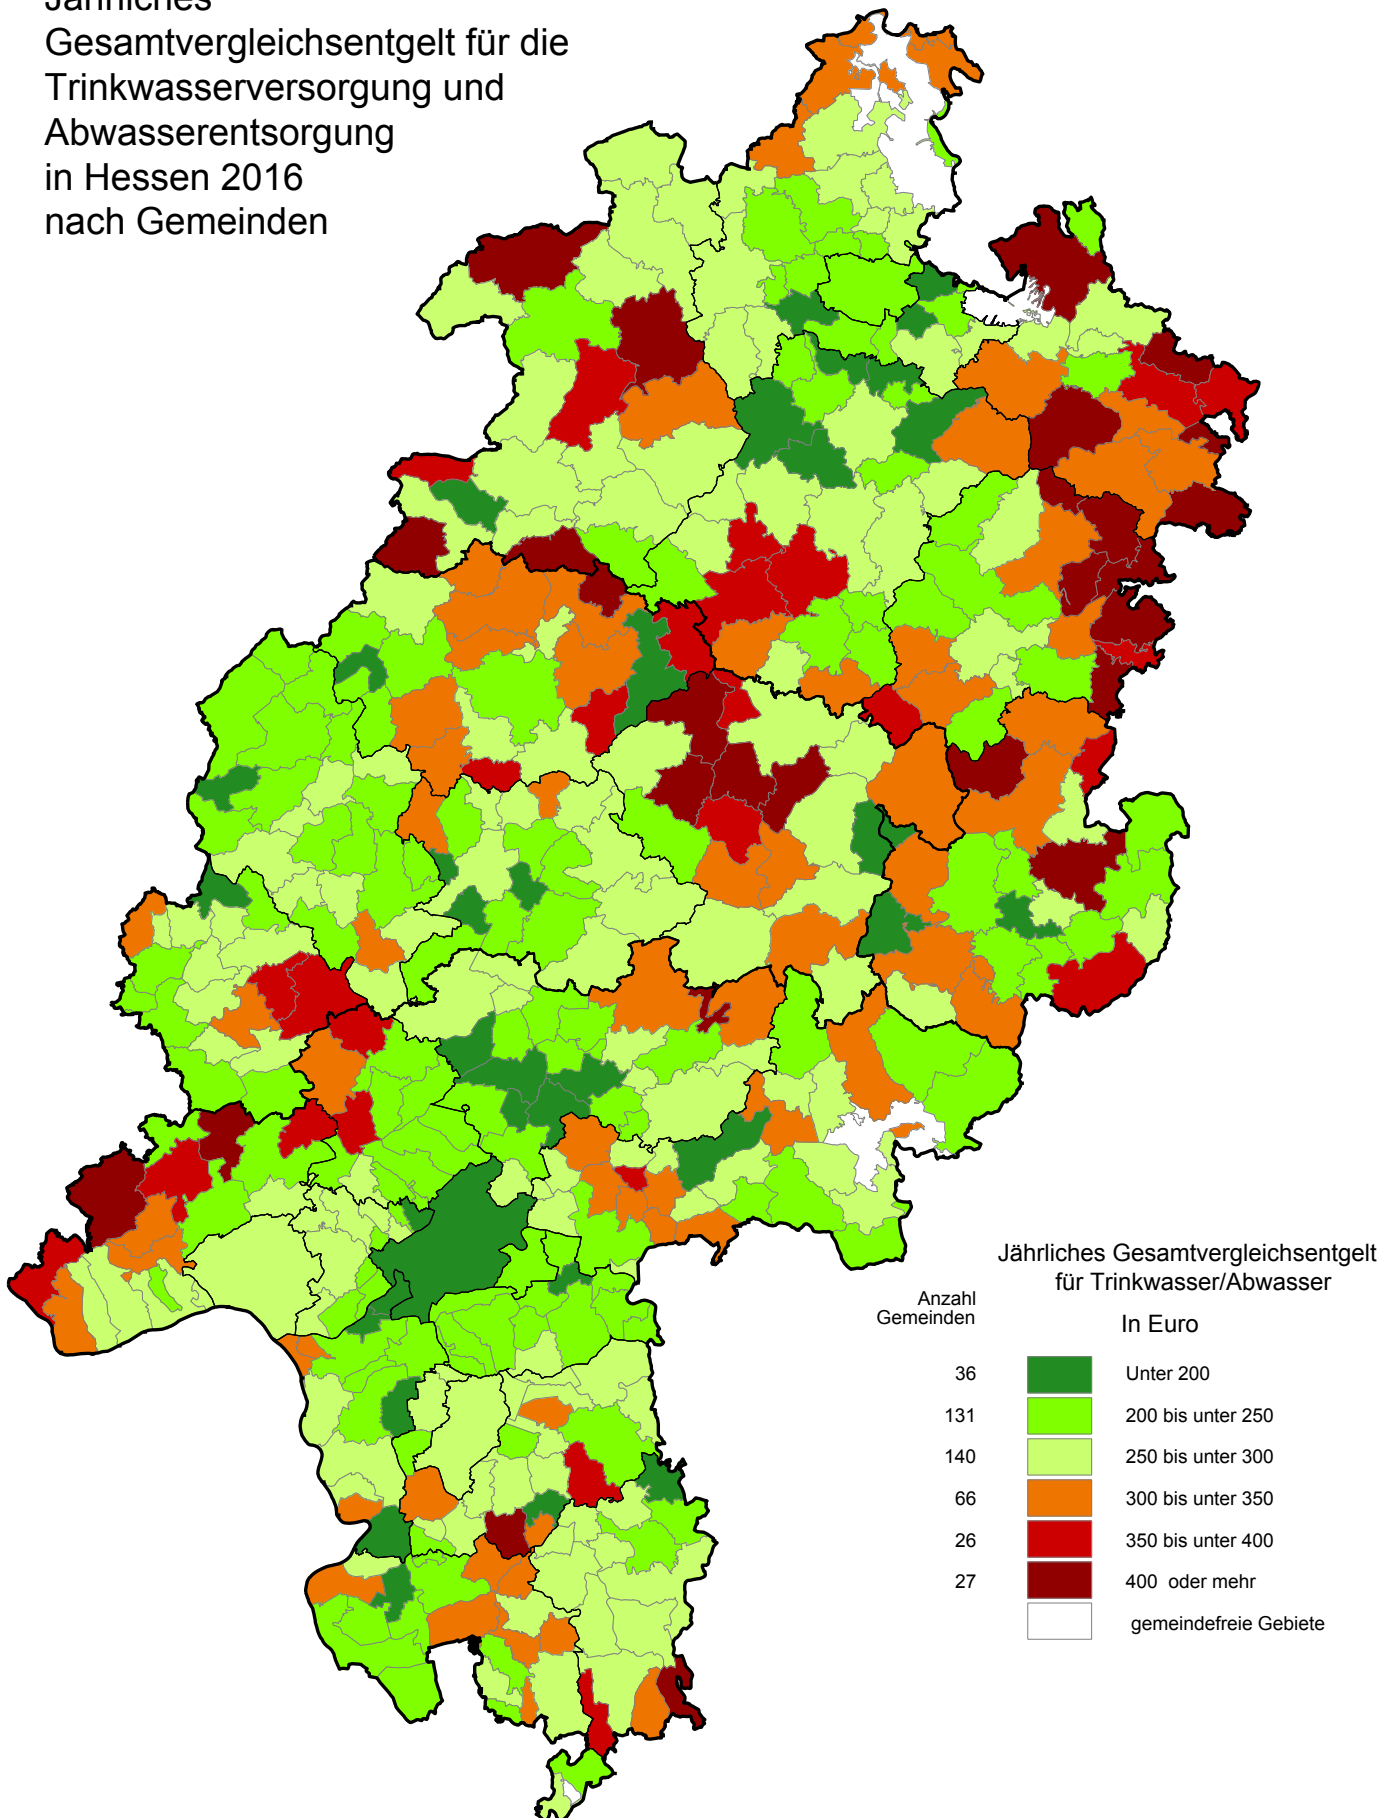 Jährliches
Gesamtvergleichsentgelt für die
Trinkwasserversorgung und
Abwasserentsorgung
in Hessen 2016
nach Gemeinden
Jährliches Gesamtvergleichsentgelt
für Trinkwasser/Abwasser
Anzahl
Gemeinden
In Euro
36 Unter 200
131 200 bis unter 250
140 250 bis unter 300
66 300 bis unter 350
26 350 bis unter 400
27 400 oder mehr
gemeindefreie Gebiete